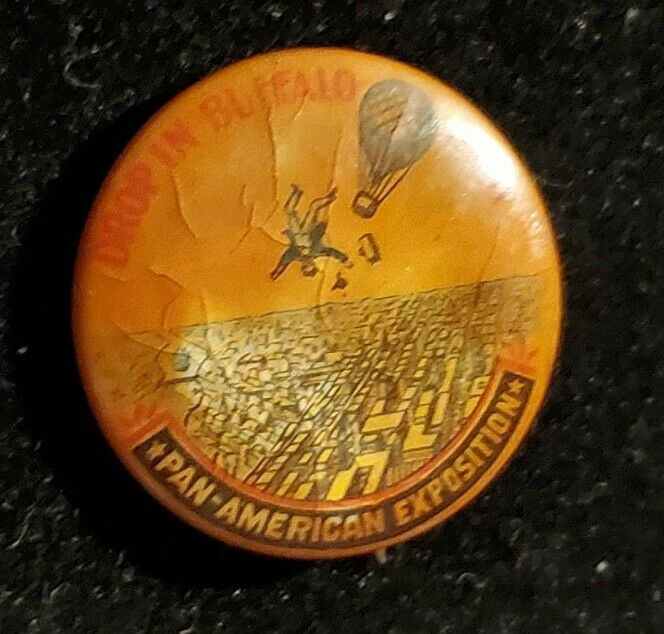 DROP IN BUFFALO
PAN-AMERICAN EXPOSITION